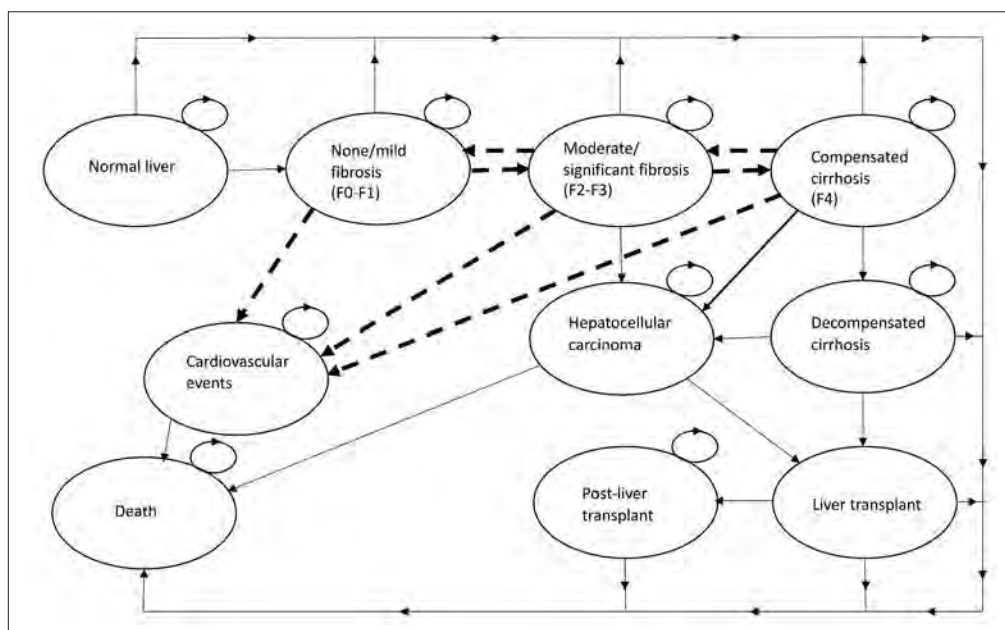 Normal liver
None/mild
fibrosis
(F0-F1)
Moderate/
significant fibrosis
(F2-F3)
Compensated
cirrhosis
(F4)
Cardiovascular
events
Hepatocellular
carcinoma
Decompensated
cirrhosis
Death
Post-liver
transplant
Liver transplant